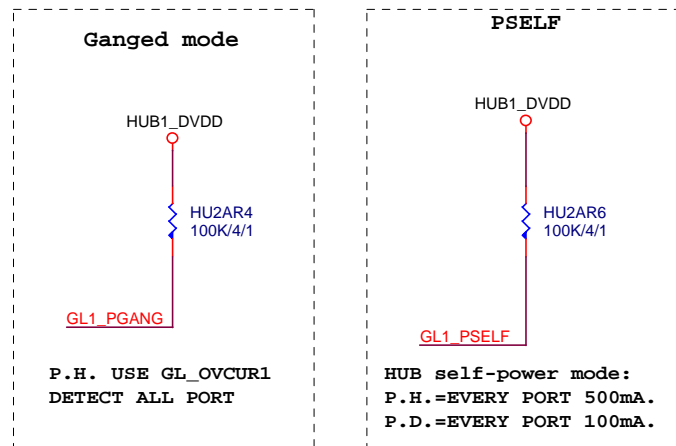 Ganged mode
HUB1_DVDD
HU2AR4
100K/4/1
GL1_PGANG
P.H. USE GL_OVCUR1
DETECT ALL PORT
PSELF
HUB1_DVDD
HU2AR6
100K/4/1
GL1_PSELF
HUB self-power mode:
P.H.=EVERY PORT 500mA.
P.D.=EVERY PORT 100mA.